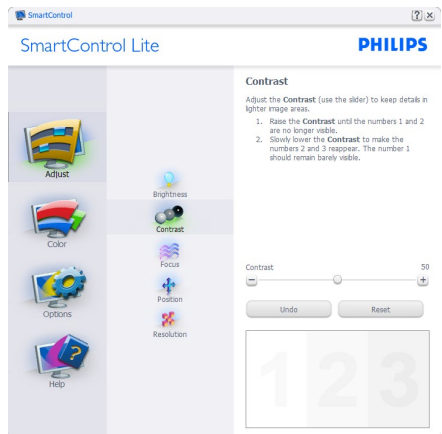 SmartControl
?
SmartControl Lite
PHILIPS
Adjust
Color
Options
Help
Brightness
Contrast
Focus
Position
Resolution
Contrast
Adjust the Contrast (use the slider) to keep details in
lighter image areas.
1. Raise the Contrast until the numbers 1 and 2
are no longer visible.
2. Slowly lower the Contrast to make the
numbers 2 and 3 reappear. The number 1
should remain barely visible.
Contrast 50
Undo Reset
1 2 3